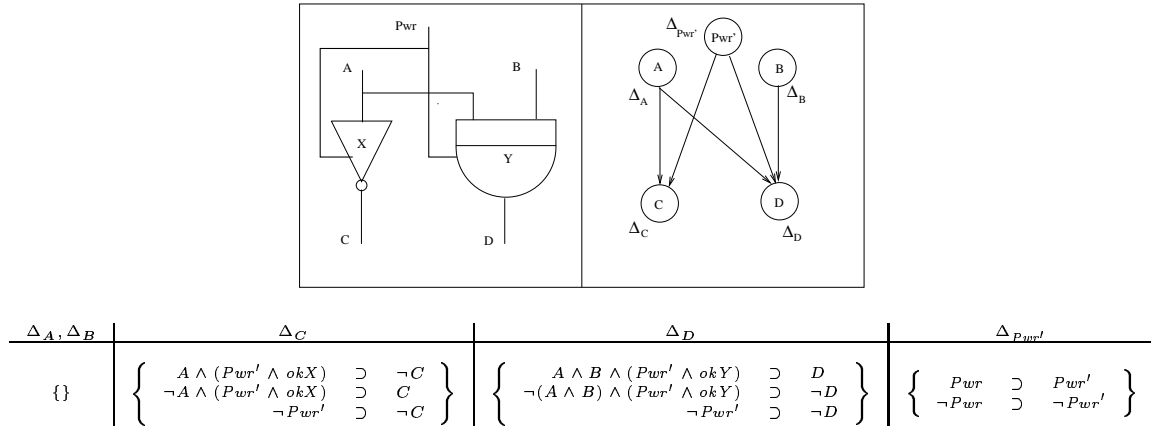 Pwr
A
B
X
Y
C
D
Δ_Pwr'
Pwr'
A
B
Δ_A
Δ_B
C
D
Δ_C
Δ_D
Δ_A, Δ_B
Δ_C
Δ_D
Δ_Pwr'
{}
A ∧ (Pwr′ ∧ okX) ⊃ ¬C
¬A ∧ (Pwr′ ∧ okX) ⊃ C
¬Pwr′ ⊃ ¬C
A ∧ B ∧ (Pwr′ ∧ okY) ⊃ D
¬(A ∧ B) ∧ (Pwr′ ∧ okY) ⊃ ¬D
¬Pwr′ ⊃ ¬D
Pwr ⊃ Pwr′
¬Pwr ⊃ ¬Pwr′